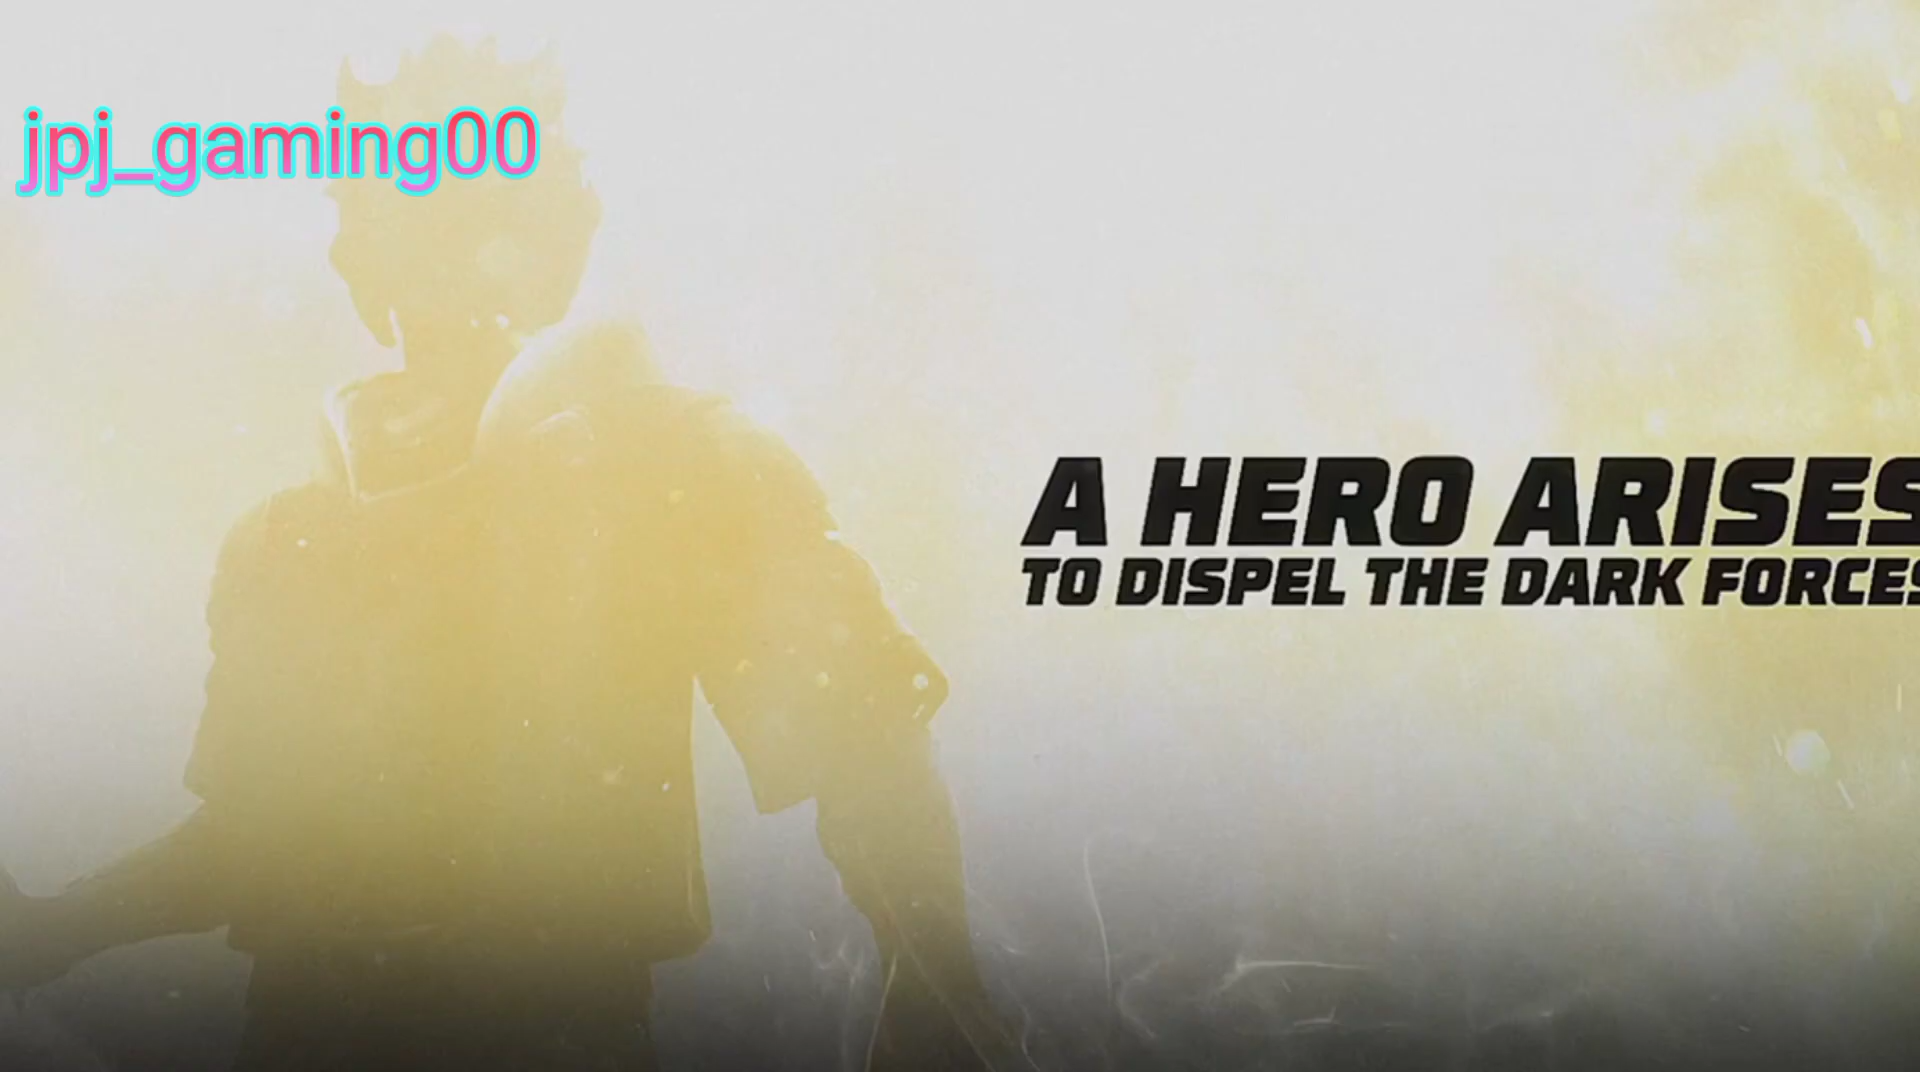 jpj_gaming00
A HERO ARISES
TO DISPEL THE DARK FORCES